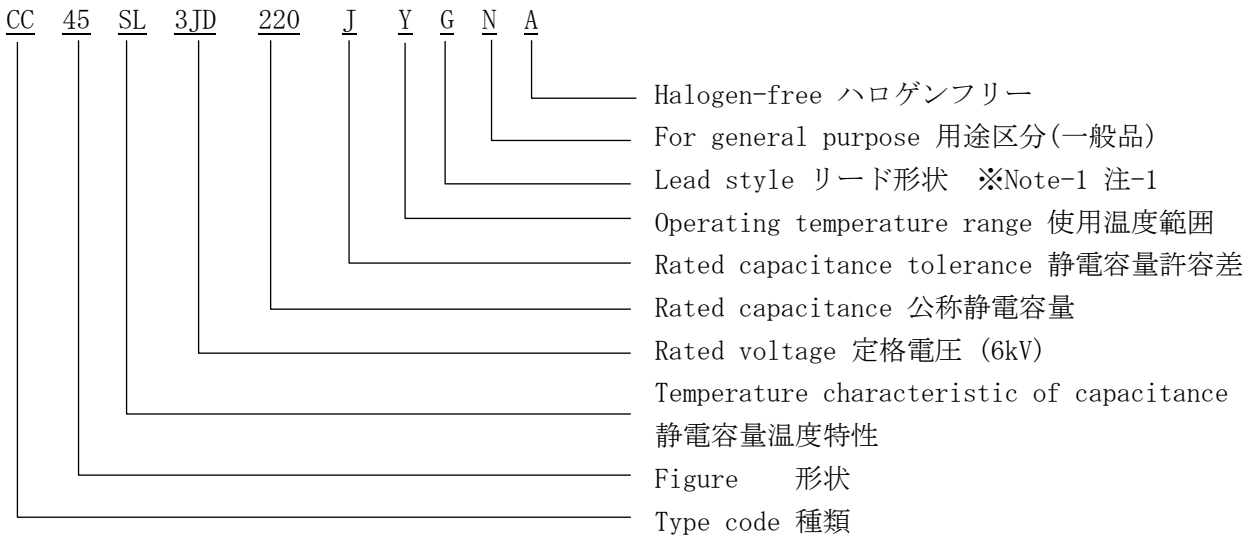 CC 45 SL 3JD 220 J Y G N A
Halogen-free ハロゲンフリー
For general purpose 用途区分(一般品)
Lead style リード形状 ※Note-1 注-1
Operating temperature range 使用温度範囲
Rated capacitance tolerance 静電容量許容差
Rated capacitance 公称静電容量
Rated voltage 定格電圧 (6kV)
Temperature characteristic of capacitance
静電容量温度特性
Figure 形状
Type code 種類